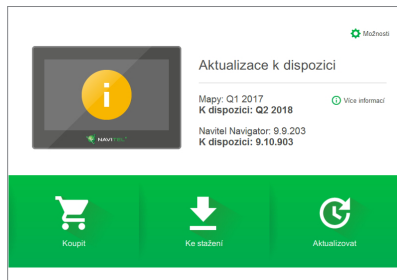 Možnosti
Aktualizace k dispozici
Mapy: Q1 2017
K dispozici: Q2 2018
Více informací
Navitel Navigator: 9.9.203
K dispozici: 9.10.903
NAVITEL
Koupit
Ke stažení
Aktualizovat